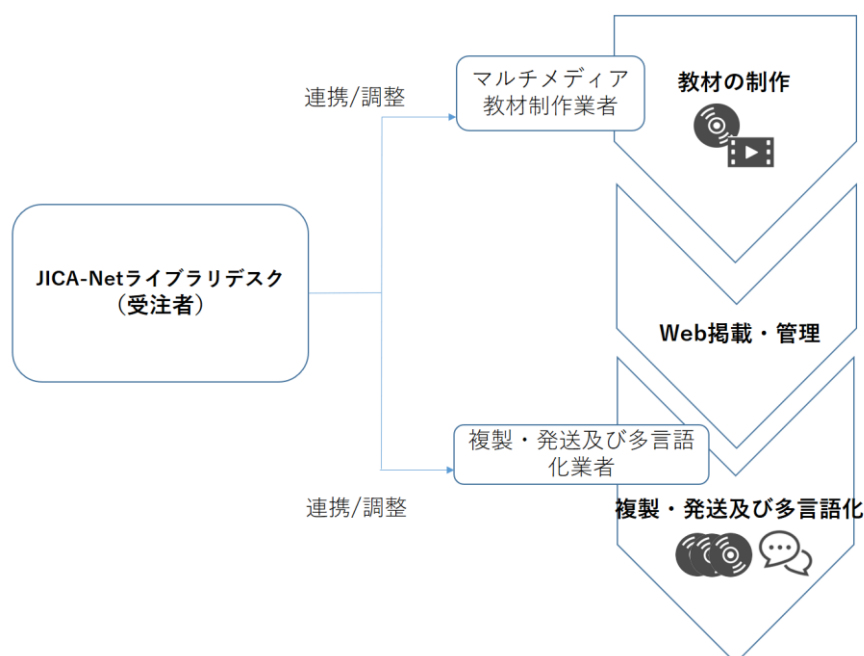 マルチメディア
教材制作業者
教材の制作
連携/調整
JICA-Netライブラリデスク
（受注者）
Web掲載・管理
複製・発送及び多言語
化業者
連携/調整
複製・発送及び多言語化